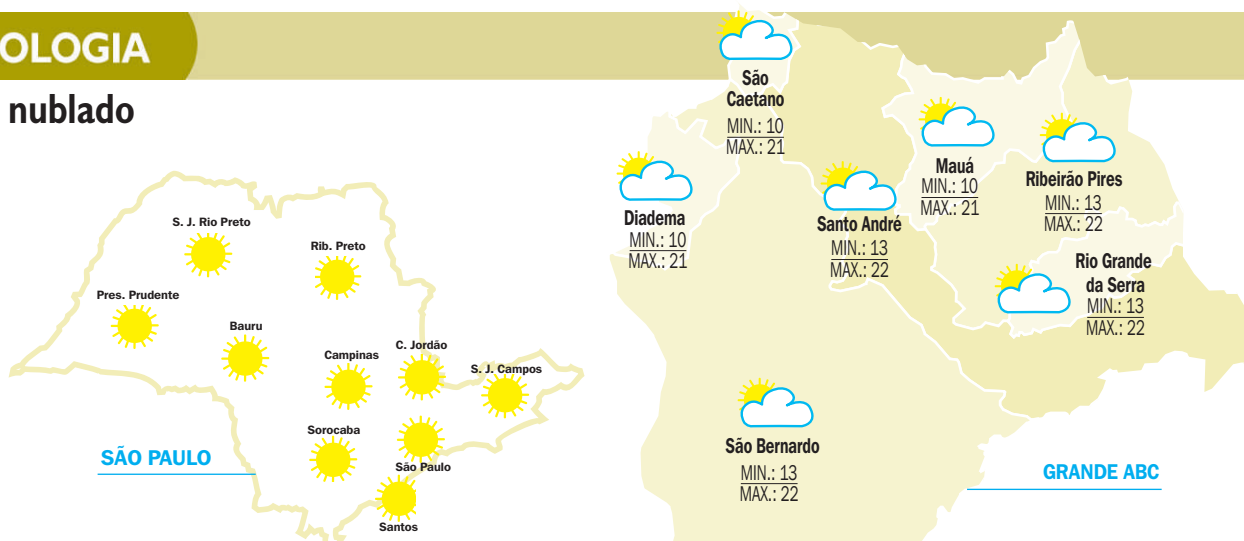 OLOGIA
nublado
S. J. Rio Preto
Rib. Preto
Pres. Prudente
Bauru
Campinas
C. Jordão
S. J. Campos
Sorocaba
São Paulo
Santos
SÃO PAULO
São
Caetano
MIN.: 10
MAX.: 21
Diadema
MIN.: 10
MAX.: 21
Santo André
MIN.: 13
MAX.: 22
Mauá
MIN.: 10
MAX.: 21
Ribeirão Pires
MIN.: 13
MAX.: 22
Rio Grande
da Serra
MIN.: 13
MAX.: 22
São Bernardo
MIN.: 13
MAX.: 22
GRANDE ABC